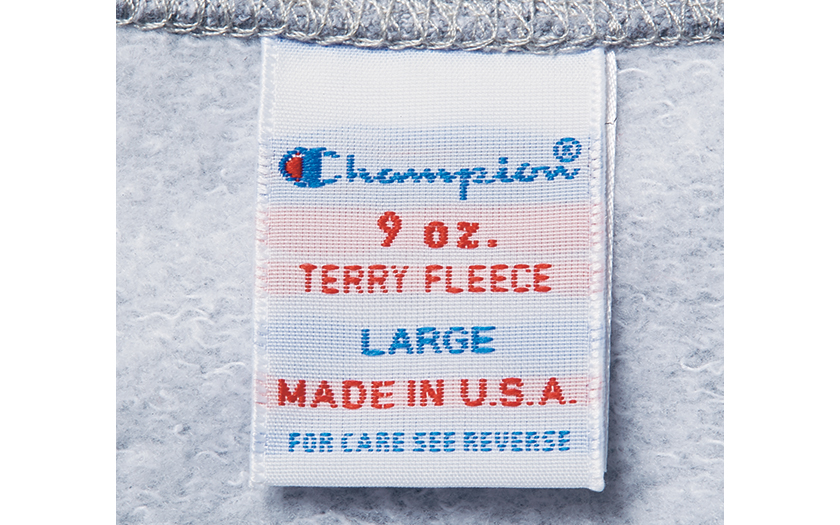 Champion®
9 oz.
TERRY FLEECE
LARGE
MADE IN U.S.A.
FOR CARE SEE REVERSE